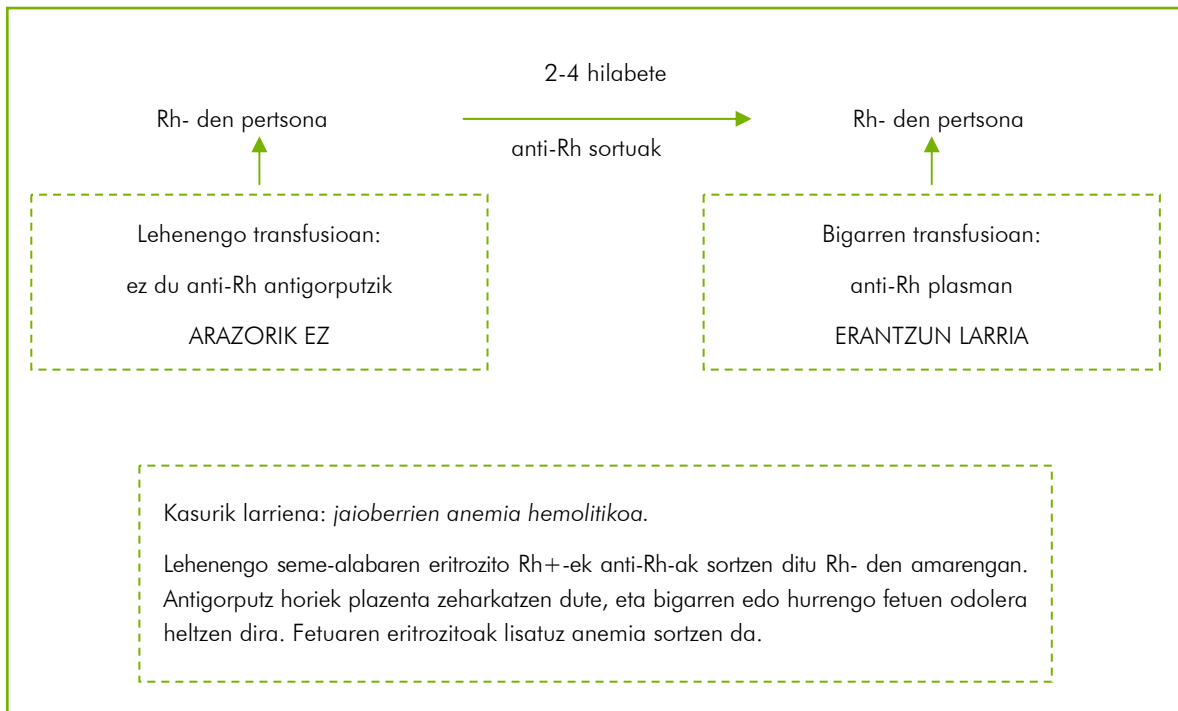 2-4 hilabete
Rh- den pertsona
Rh- den pertsona
anti-Rh sortuak
Lehenengo transfusioan:
ez du anti-Rh antigorputzik
ARAZORIK EZ
Bigarren transfusioan:
anti-Rh plasman
ERANTZUN LARRIA
Kasurik larriena: jaioberrien anemia hemolitikoa.
Lehenengo seme-alabaren eritrozito Rh+-ek anti-Rh-ak sortzen ditu Rh- den amarengan.
Antigorputz horiek plazenta zeharkatzen dute, eta bigarren edo hurrengo fetuen odolera
heltzen dira. Fetuaren eritrozitoak lisatuz anemia sortzen da.